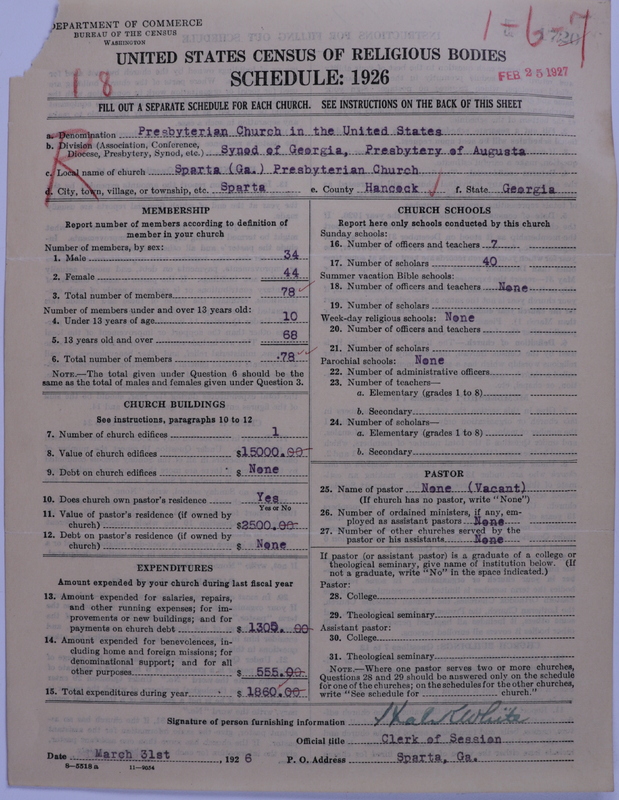 DEPARTMENT OF COMMERCE
BUREAU OF THE CENSUS
WASHINGTON
1-6-7
UNITED STATES CENSUS OF RELIGIOUS BODIES
SCHEDULE: 1926
FEB 25 1927
1 8
FILL OUT A SEPARATE SCHEDULE FOR EACH CHURCH. SEE INSTRUCTIONS ON THE BACK OF THIS SHEET
R
a. Denomination Presbyterian Church in the United States
b. Division (Association, Conference, Diocese, Presbytery, Synod, etc.) Synod of Georgia, Presbytery of Augusta
c. Local name of church Sparta (Ga.) Presbyterian Church
d. City, town, village, or township, etc. Sparta e. County Hancock f. State Georgia
MEMBERSHIP
Report number of members according to definition of
member in your church
Number of members, by sex:
1. Male 34
2. Female 44
3. Total number of members 78
Number of members under and over 13 years old:
4. Under 13 years of age 10
5. 13 years old and over 68
6. Total number of members 78
NOTE.—The total given under Question 6 should be the
same as the total of males and females given under Question 3.
CHURCH BUILDINGS
See instructions, paragraphs 10 to 12
7. Number of church edifices 1
8. Value of church edifices $15000.00
9. Debt on church edifices $ None
10. Does church own pastor's residence Yes
Yes or No
11. Value of pastor's residence (if owned by
church) $2500.00
12. Debt on pastor's residence (if owned by
church) $ None
EXPENDITURES
Amount expended by your church during last fiscal year
13. Amount expended for salaries, repairs,
and other running expenses; for im-
provements or new buildings; and for
payments on church debt $ 1305.00
14. Amount expended for benevolences, in-
cluding home and foreign missions; for
denominational support; and for all
other purposes $ 555.00
15. Total expenditures during year $ 1860.00
CHURCH SCHOOLS
Report here only schools conducted by this church
Sunday schools:
16. Number of officers and teachers 7
17. Number of scholars 40
Summer vacation Bible schools:
18. Number of officers and teachers None
19. Number of scholars
Week-day religious schools: None
20. Number of officers and teachers
21. Number of scholars
Parochial schools: None
22. Number of administrative officers
23. Number of teachers—
a. Elementary (grades 1 to 8)
b. Secondary
24. Number of scholars—
a. Elementary (grades 1 to 8)
b. Secondary
PASTOR
25. Name of pastor None (Vacant)
(If church has no pastor, write "None")
26. Number of ordained ministers, if any, em-
ployed as assistant pastors None
27. Number of other churches served by the
pastor or his assistants None
If pastor (or assistant pastor) is a graduate of a college or
theological seminary, give name of institution below. (If
not a graduate, write "No" in the space indicated.)
Pastor:
28. College
29. Theological seminary
Assistant pastor:
30. College
31. Theological seminary
NOTE.—Where one pastor serves two or more churches,
Questions 28 and 29 should be answered only on the schedule
for one of the churches; on the schedules for the other churches,
write "See schedule for church."
Signature of person furnishing information White
Official title Clerk of Session
Date March 31st, 1926 P. O. Address Sparta, Ga.
8-5518a 11-9054